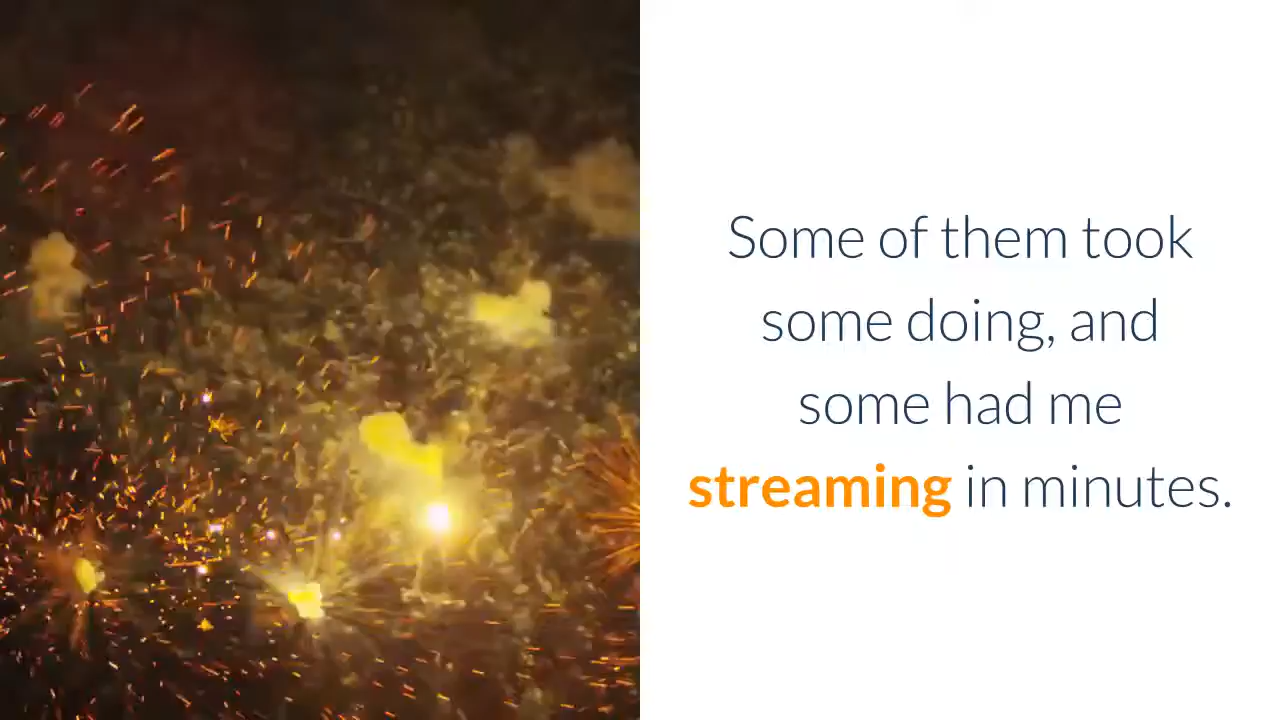 Some of them took
some doing, and
some had me
streaming in minutes.